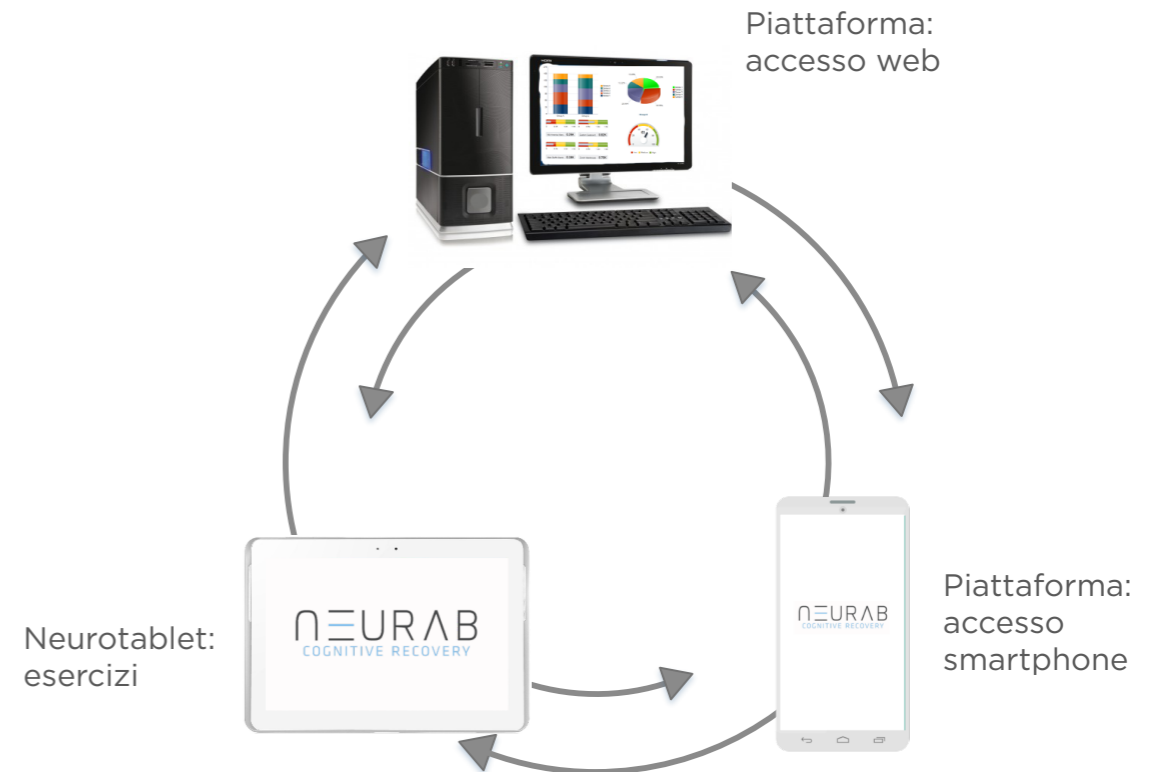 Piattaforma:
accesso web
Neurotablet:
esercizi
NEURAB
COGNITIVE RECOVERY
NEURAB
COGNITIVE RECOVERY
Piattaforma:
accesso
smartphone